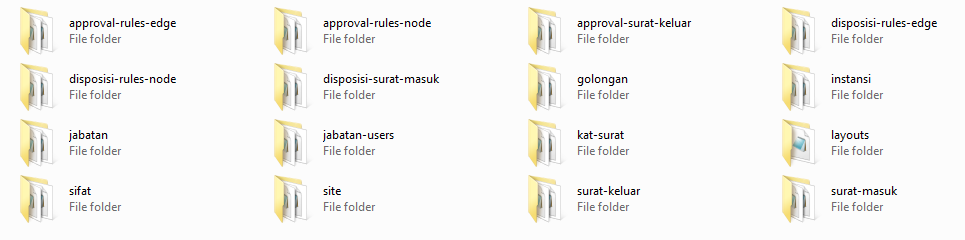 approval-rules-edge
File folder
approval-rules-node
File folder
approval-surat-keluar
File folder
disposisi-rules-edge
File folder
disposisi-rules-node
File folder
disposisi-surat-masuk
File folder
golongan
File folder
instansi
File folder
jabatan
File folder
jabatan-users
File folder
kat-surat
File folder
layouts
File folder
sifat
File folder
site
File folder
surat-keluar
File folder
surat-masuk
File folder